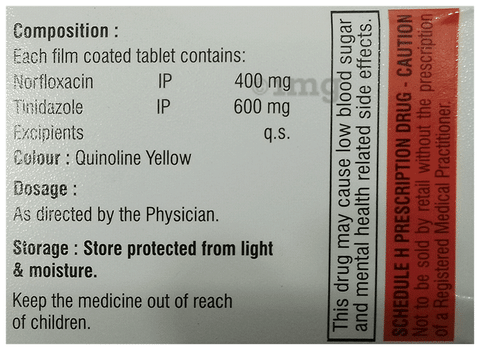 Composition :
Each film coated tablet contains:
Norfloxacin IP 400 mg
Tinidazole IP 600 mg
Excipients q.s.
Colour : Quinoline Yellow
Dosage :
As directed by the Physician.
Storage : Store protected from light
& moisture.
Keep the medicine out of reach
of children.
This drug may cause low blood sugar
and mental health related side effects.
SCHEDULE H PRESCRIPTION DRUG - CAUTION
Not to be sold by retail without the prescription
of a Registered Medical Practitioner.